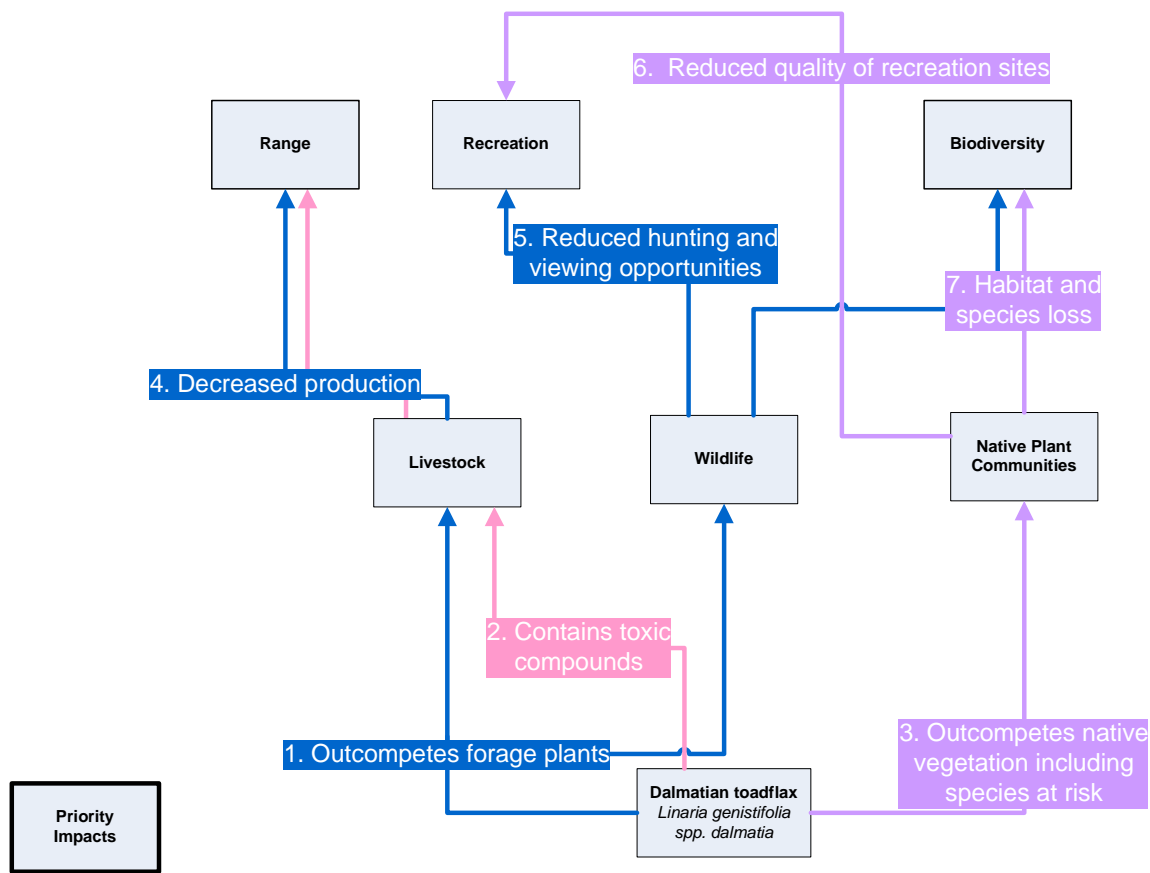 6.  Reduced quality of recreation sites
Range
Recreation
Biodiversity
5. Reduced hunting and
viewing opportunities
7. Habitat and
species loss
4. Decreased production
Livestock
Wildlife
Native Plant
Communities
2. Contains toxic
compounds
1. Outcompetes forage plants
3. Outcompetes native
vegetation including
species at risk
Dalmatian toadflax
Linaria genistifolia
spp. dalmatia
Priority
Impacts